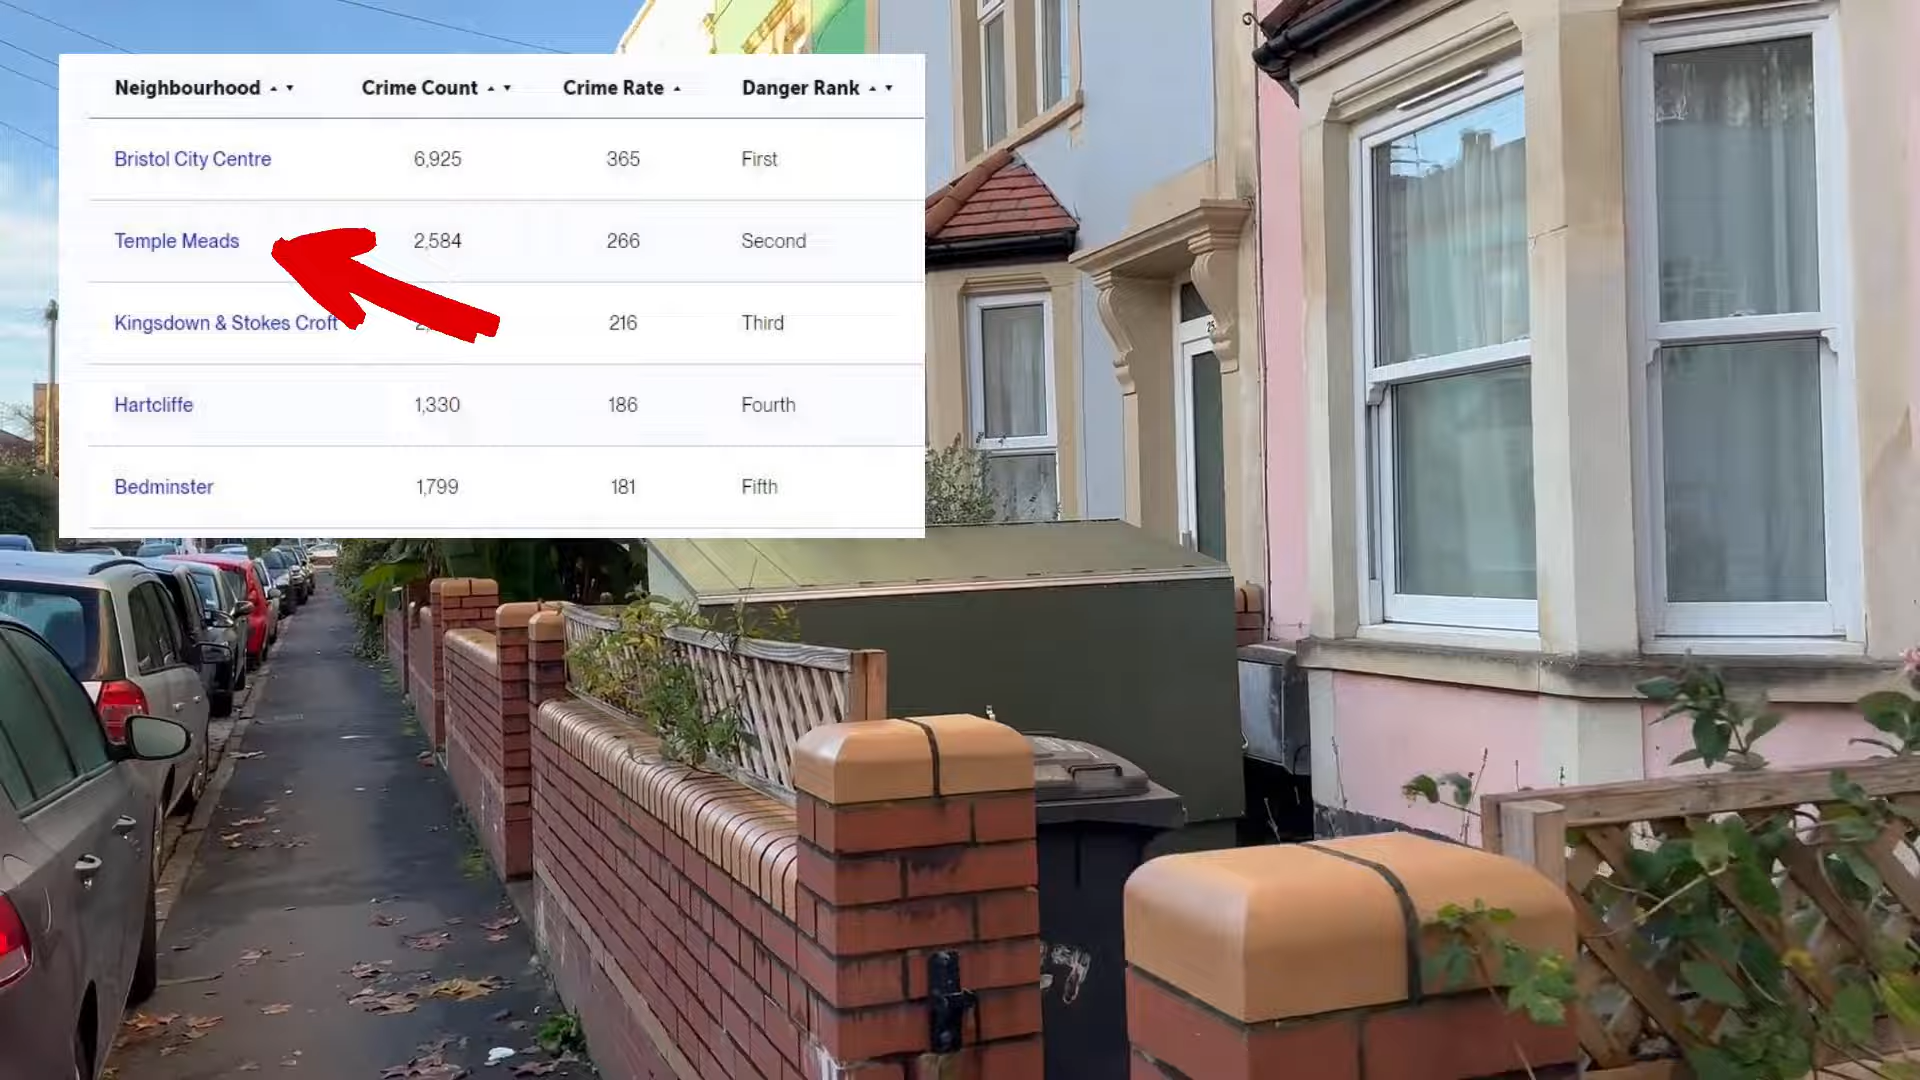 Neighbourhood Crime Count Crime Rate Danger Rank
Bristol City Centre 6,925 365 First
Temple Meads 2,584 266 Second
Kingsdown & Stokes Croft 216 Third
Hartcliffe 1,330 186 Fourth
Bedminster 1,799 181 Fifth
25